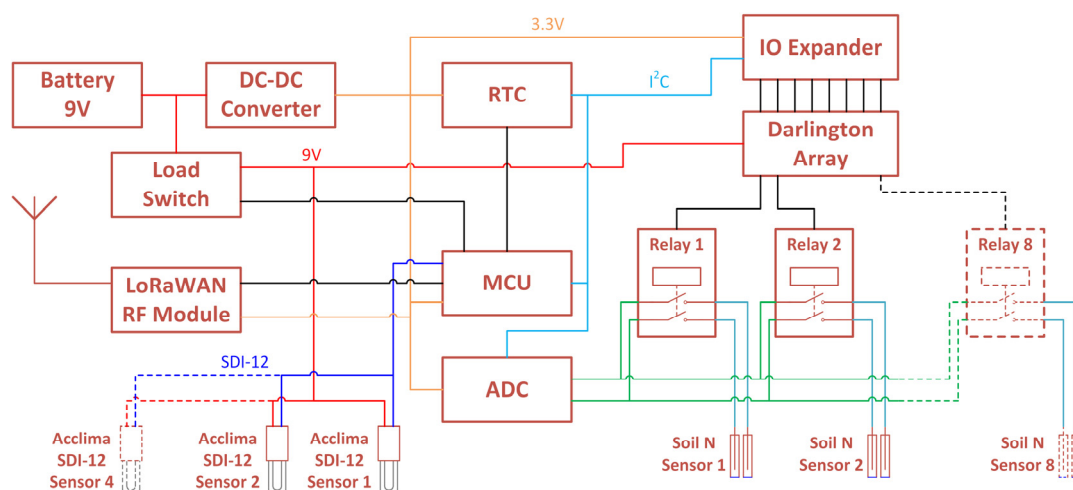 3.3V
IO Expander
Battery
9V
DC-DC
Converter
RTC
I²C
Darlington
Array
9V
Load
Switch
Relay 1
Relay 2
Relay 8
LoRaWAN
RF Module
MCU
SDI-12
ADC
Acclima
SDI-12
Sensor 4
Acclima
SDI-12
Sensor 2
Acclima
SDI-12
Sensor 1
Soil N
Sensor 1
Soil N
Sensor 2
Soil N
Sensor 8